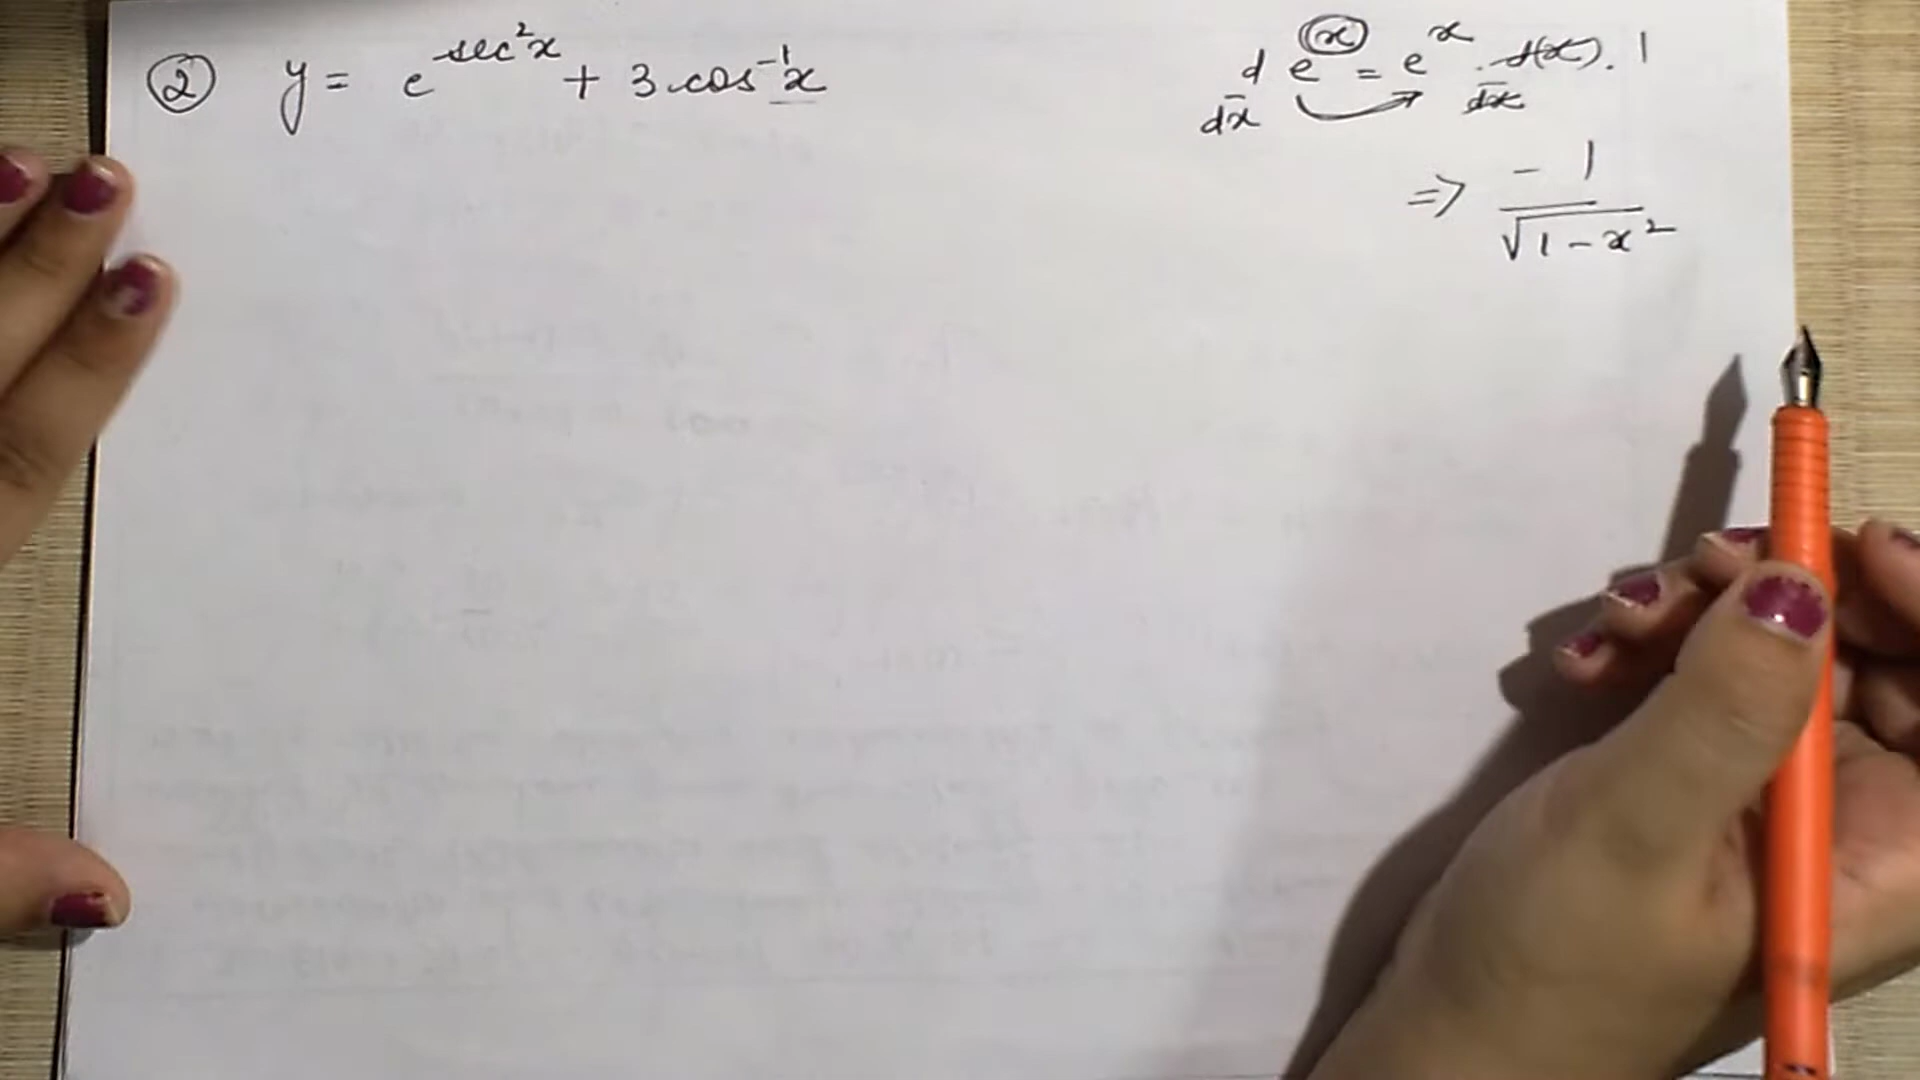 ② y = e^{sec²x} + 3 cos⁻¹x
d/dx e^x = e^x . d(x)/dx . 1
=> -1/√(1-x²)